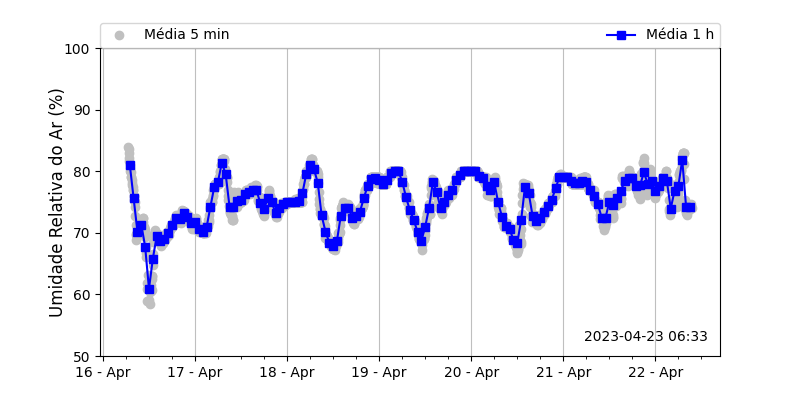 Média 5 min Média 1 h
Umidade Relativa do Ar (%)
100
90
80
70
60
50
2023-04-23 06:33
16 - Apr 17 - Apr 18 - Apr 19 - Apr 20 - Apr 21 - Apr 22 - Apr